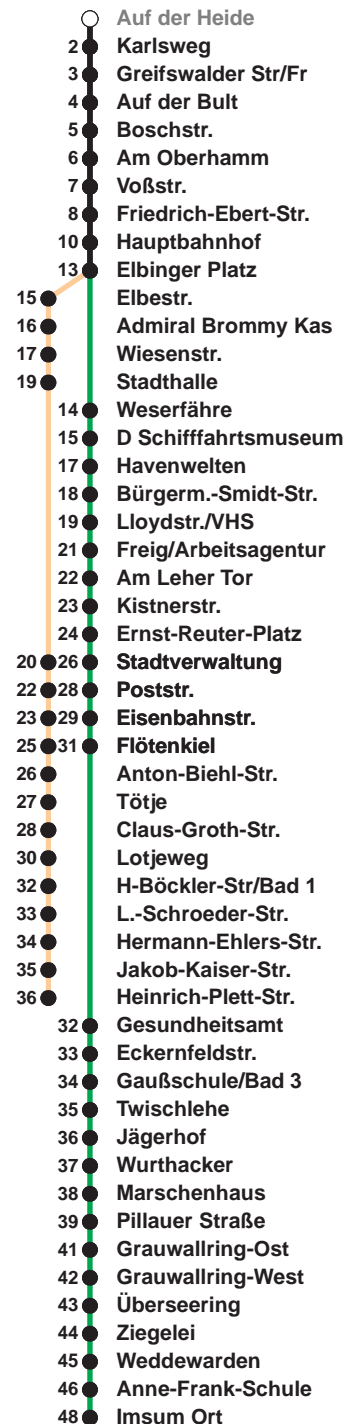 Auf der Heide
2 Karlsweg
3 Greifswalder Str/Fr
4 Auf der Bult
5 Boschstr.
6 Am Oberhamm
7 Voßstr.
8 Friedrich-Ebert-Str.
10 Hauptbahnhof
13 Elbinger Platz
15 Elbestr.
16 Admiral Brommy Kas
17 Wiesenstr.
19 Stadthalle
14 Weserfähre
15 D Schifffahrtsmuseum
17 Havenwelten
18 Bürgerm.-Smidt-Str.
19 Lloydstr./VHS
21 Freig/Arbeitsagentur
22 Am Leher Tor
23 Kistnerstr.
24 Ernst-Reuter-Platz
20 26 Stadtverwaltung
22 28 Poststr.
23 29 Eisenbahnstr.
25 31 Flötenkiel
26 Anton-Biehl-Str.
27 Tötje
28 Claus-Groth-Str.
30 Lotjeweg
32 H-Böckler-Str/Bad 1
33 L.-Schroeder-Str.
34 Hermann-Ehlers-Str.
35 Jakob-Kaiser-Str.
36 Heinrich-Plett-Str.
32 Gesundheitsamt
33 Eckernfeldstr.
34 Gaußschule/Bad 3
35 Twischlehe
36 Jägerhof
37 Wurthacker
38 Marschenhaus
39 Pillauer Straße
41 Grauwallring-Ost
42 Grauwallring-West
43 Überseering
44 Ziegelei
45 Weddewarden
46 Anne-Frank-Schule
48 Imsum Ort